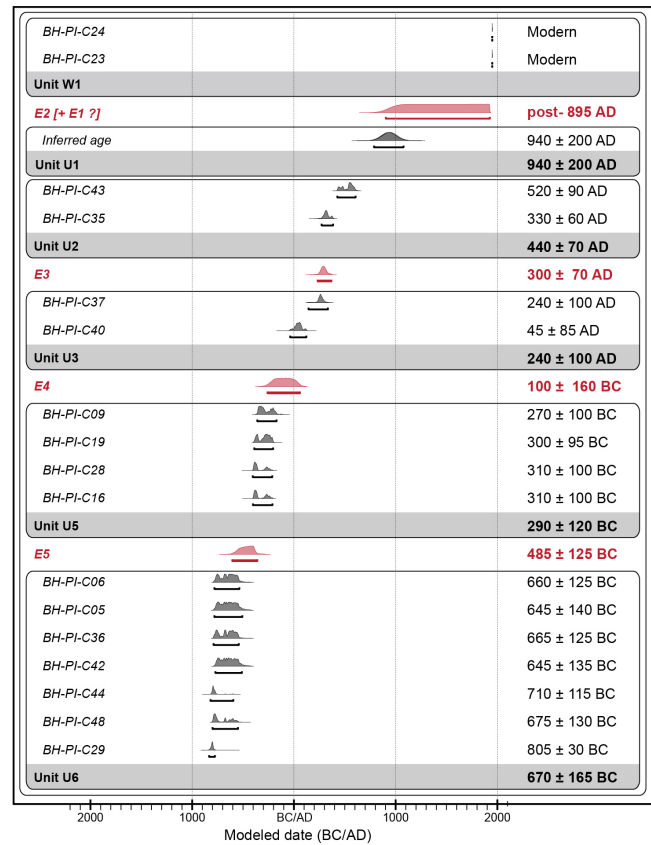 BH-PI-C24 Modern
BH-PI-C23 Modern
Unit W1
E2 [+ E1 ?] post- 895 AD
Inferred age 940 ± 200 AD
Unit U1 940 ± 200 AD
BH-PI-C43 520 ± 90 AD
BH-PI-C35 330 ± 60 AD
Unit U2 440 ± 70 AD
E3 300 ± 70 AD
BH-PI-C37 240 ± 100 AD
BH-PI-C40 45 ± 85 AD
Unit U3 240 ± 100 AD
E4 100 ± 160 BC
BH-PI-C09 270 ± 100 BC
BH-PI-C19 300 ± 95 BC
BH-PI-C28 310 ± 100 BC
BH-PI-C16 310 ± 100 BC
Unit U5 290 ± 120 BC
E5 485 ± 125 BC
BH-PI-C06 660 ± 125 BC
BH-PI-C05 645 ± 140 BC
BH-PI-C36 665 ± 125 BC
BH-PI-C42 645 ± 135 BC
BH-PI-C44 710 ± 115 BC
BH-PI-C48 675 ± 130 BC
BH-PI-C29 805 ± 30 BC
Unit U6 670 ± 165 BC
2000 1000 BC/AD 1000 2000
Modeled date (BC/AD)